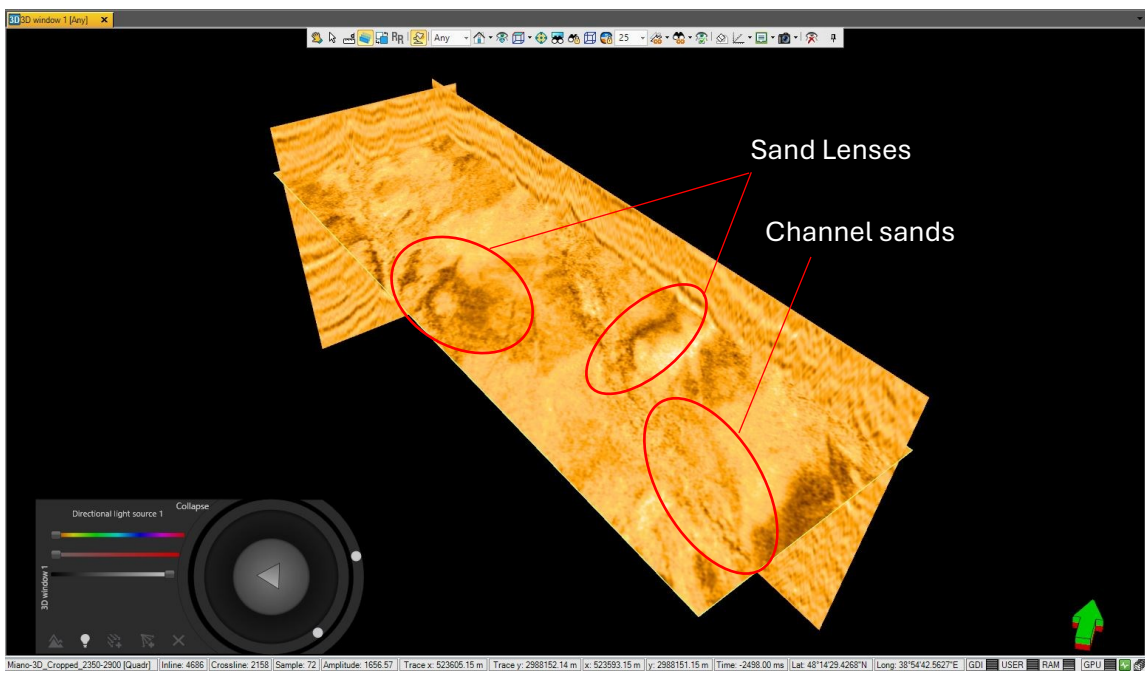 3D 3D window 1 [Any] ×
RR Any 25
Sand Lenses
Channel sands
Collapse
Directional light source 1
3D window 1
Miano-3D_Cropped_2350-2900 [Quadr] Inline: 4686 Crossline: 2158 Sample: 72 Amplitude: 1656.57 Trace x: 523605.15 m Trace y: 2988152.14 m x: 523593.15 m y: 2988151.15 m Time: -2498.00 ms Lat: 48°14'29.4268"N Long: 38°54'42.5627"E GDI USER RAM GPU